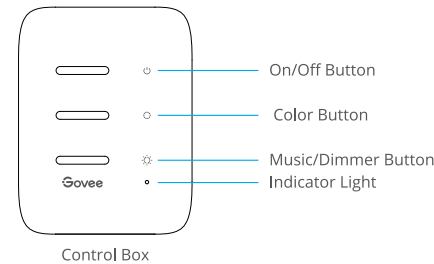 On/Off Button
Color Button
Music/Dimmer Button
Govee
Indicator Light
Control Box